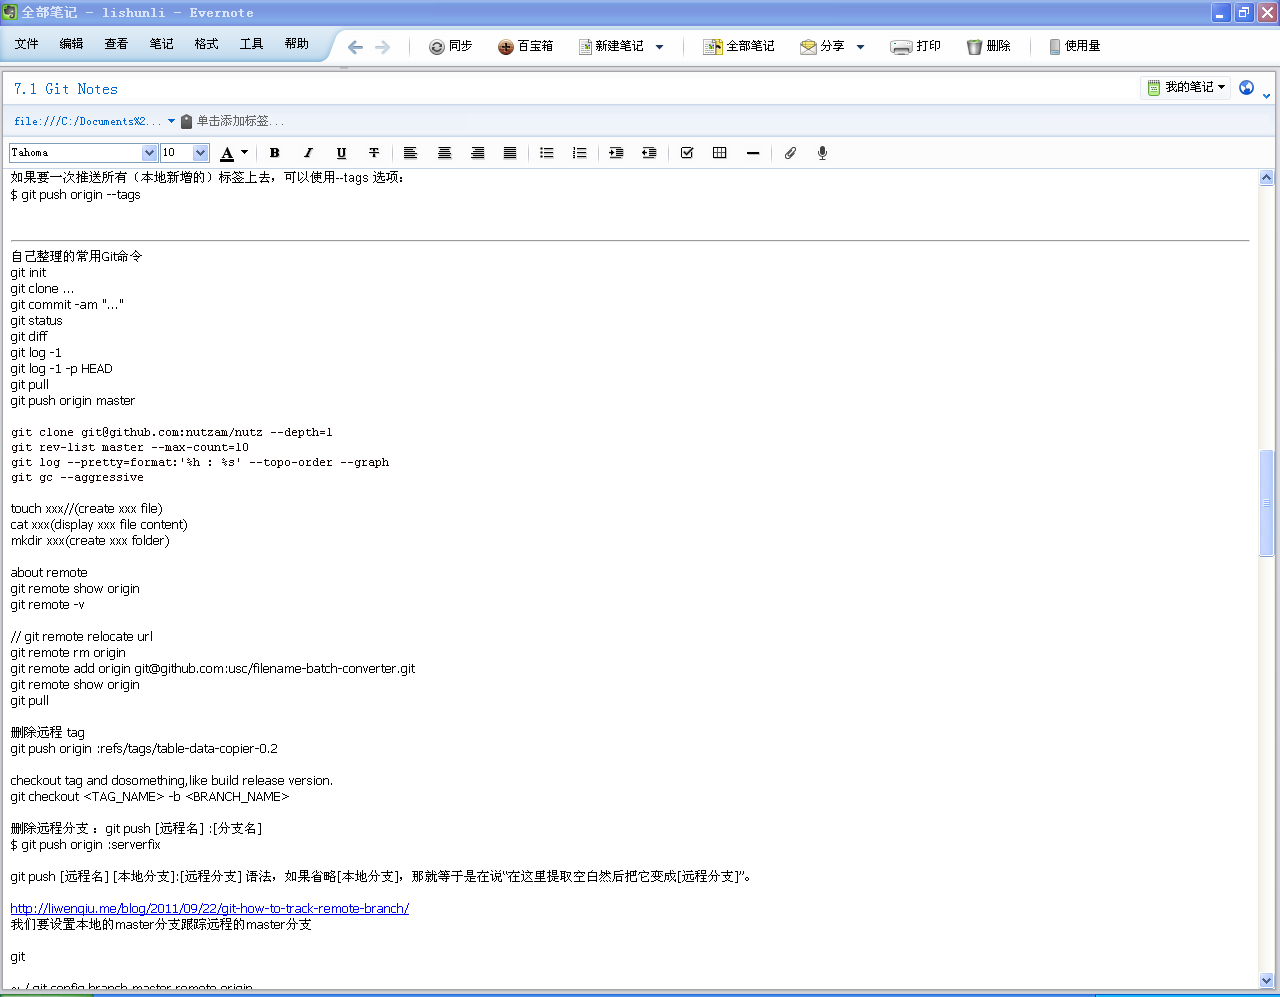 全部笔记 - lishunli - Evernote
文件 编辑 查看 笔记 格式 工具 帮助 同步 百宝箱 新建笔记 全部笔记 分享 打印 删除 使用量
7.1 Git Notes 我的笔记
file:///C:/Documents%2... 单击添加标签...
Tahoma 10 A B I U T
如果要一次推送所有（本地新增的）标签上去，可以使用--tags 选项：
$ git push origin --tags
自己整理的常用Git命令
git init
git clone ...
git commit -am "..."
git status
git diff
git log -1
git log -1 -p HEAD
git pull
git push origin master
git clone git@github.com:nutzam/nutz --depth=1
git rev-list master --max-count=10
git log --pretty=format:'%h : %s' --topo-order --graph
git gc --aggressive
touch xxx//(create xxx file)
cat xxx(display xxx file content)
mkdir xxx(create xxx folder)
about remote
git remote show origin
git remote -v
// git remote relocate url
git remote rm origin
git remote add origin git@github.com:usc/filename-batch-converter.git
git remote show origin
git pull
删除远程 tag
git push origin :refs/tags/table-data-copier-0.2
checkout tag and dosomething,like build release version.
git checkout <TAG_NAME> -b <BRANCH_NAME>
删除远程分支 ：git push [远程名] :[分支名]
$ git push origin :serverfix
git push [远程名] [本地分支]:[远程分支] 语法，如果省略[本地分支]，那就等于是在说“在这里提取空白然后把它变成[远程分支]”。
http://liwenqiu.me/blog/2011/09/22/git-how-to-track-remote-branch/
我们要设置本地的master分支跟踪远程的master分支
git
~ / git config branch master remote origin